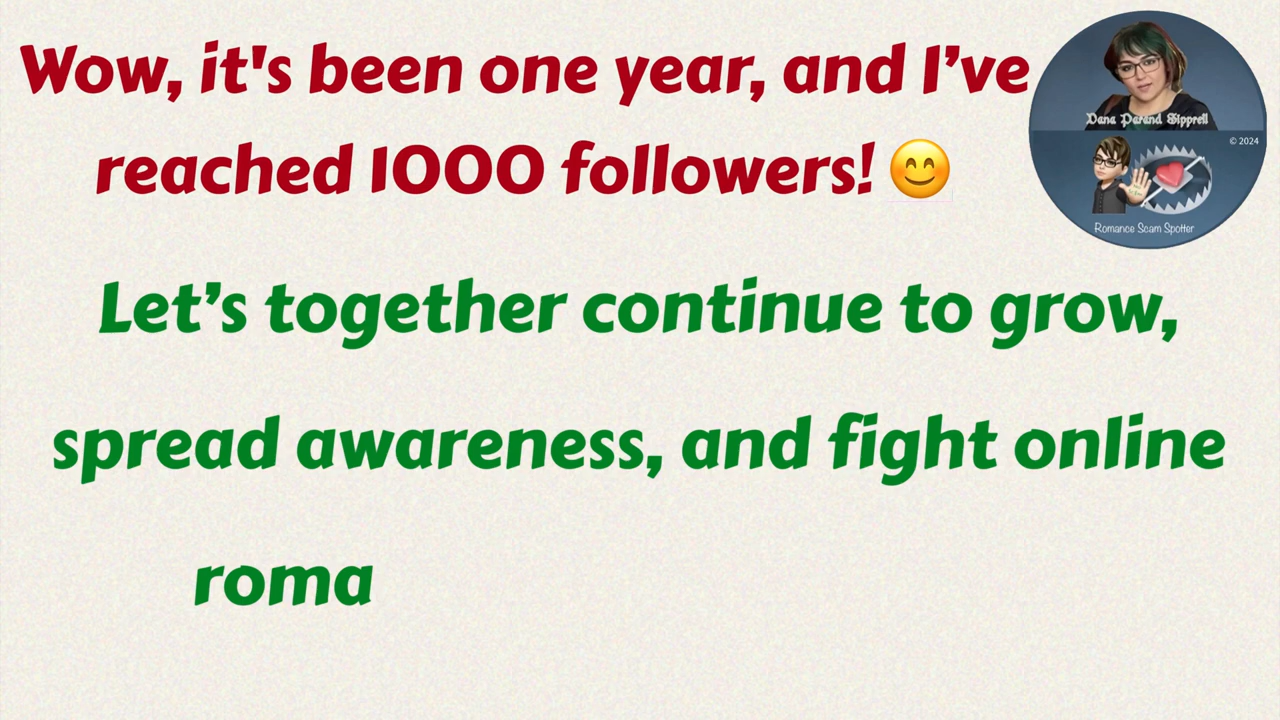 Wow, it's been one year, and I’ve
reached 1000 followers! 😊
Dana Parand Sipprell
© 2024
Romance Scam Spotter
Let’s together continue to grow,
spread awareness, and fight online
roma